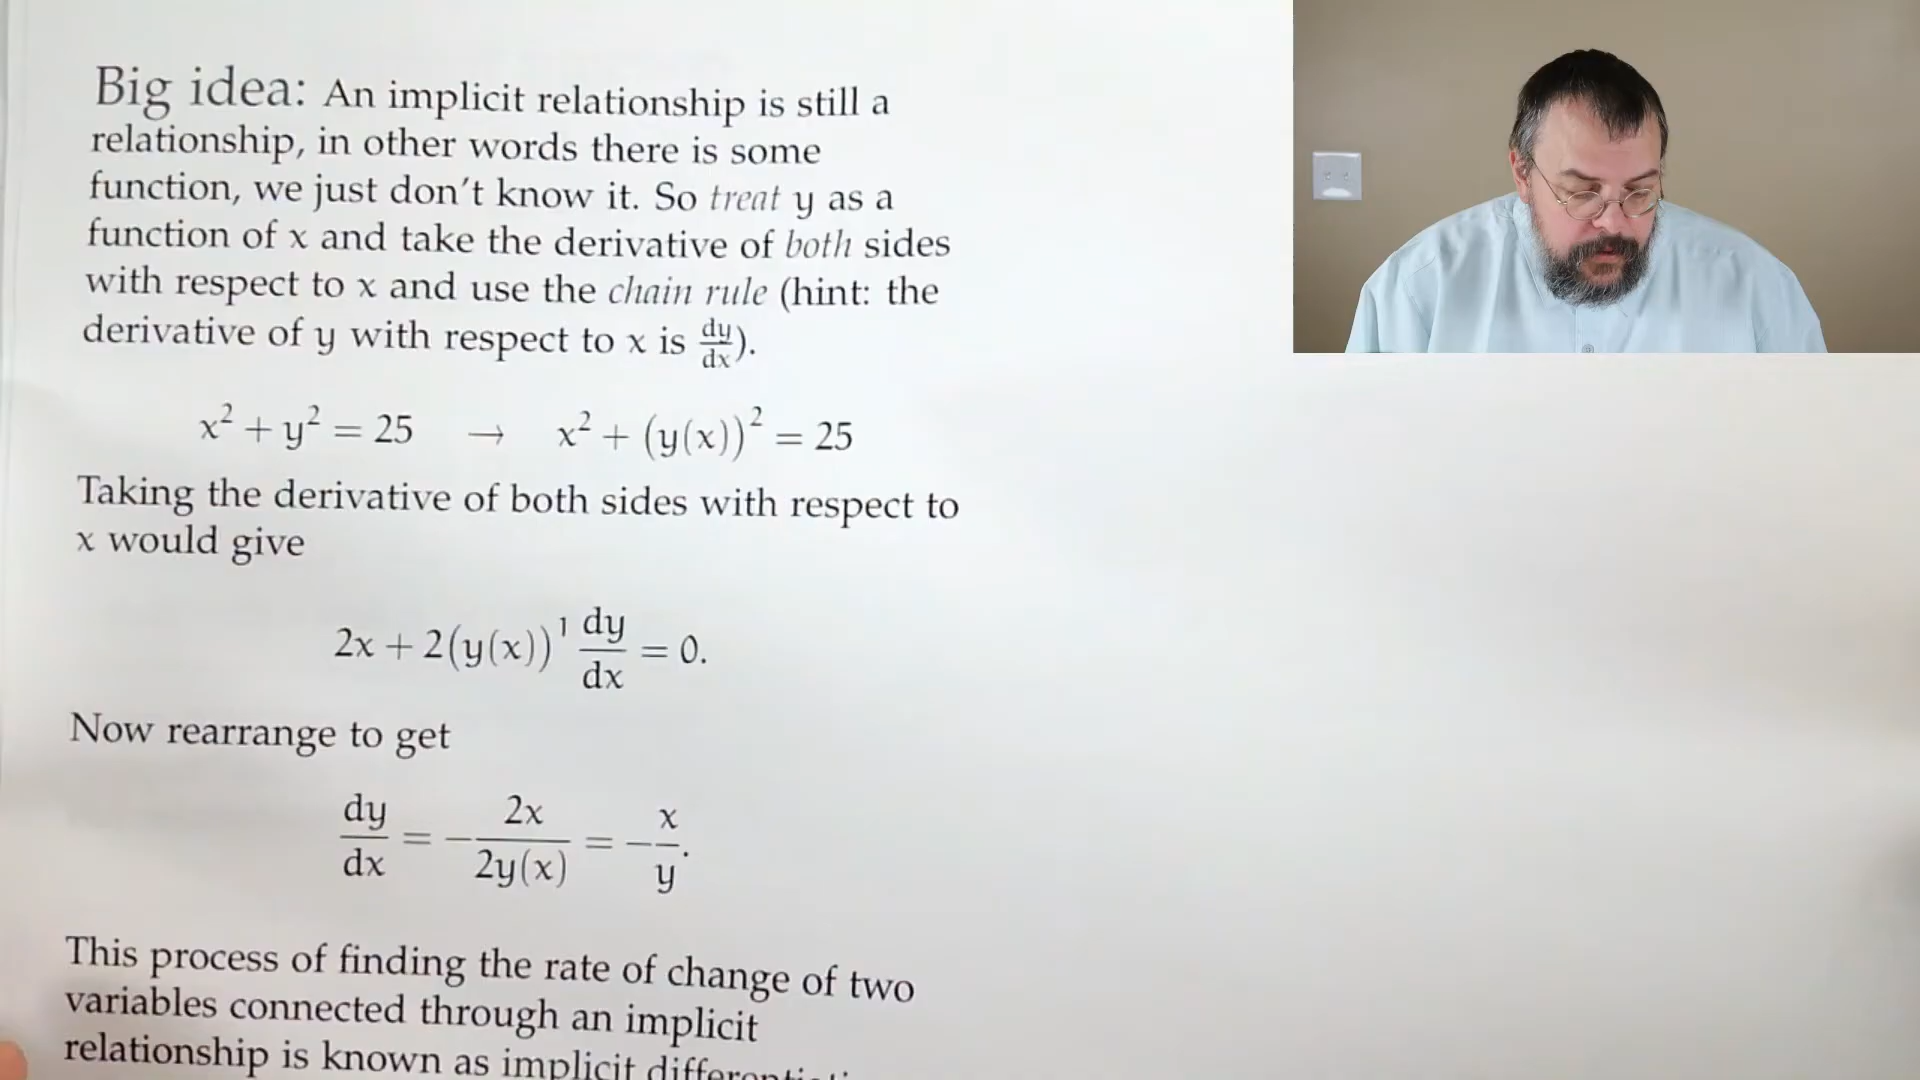 Big idea: An implicit relationship is still a
relationship, in other words there is some
function, we just don't know it. So treat y as a
function of x and take the derivative of both sides
with respect to x and use the chain rule (hint: the
derivative of y with respect to x is dy/dx).
x² + y² = 25 → x² + (y(x))² = 25
Taking the derivative of both sides with respect to
x would give
2x + 2(y(x))¹ dy/dx = 0.
Now rearrange to get
dy/dx = −2x/2y(x) = −x/y.
This process of finding the rate of change of two
variables connected through an implicit
relationship is known as implicit